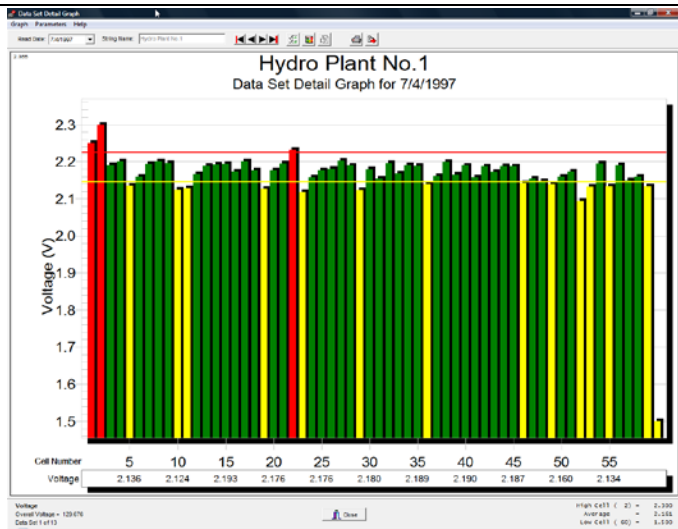 Data Set Detail Graph
Graph Parameters Help
Read Date: 7/4/1997 String Name: Hydro Plant No.1
Hydro Plant No.1
Data Set Detail Graph for 7/4/1997
2.3
2.2
2.1
2.0
1.9
1.8
1.7
1.6
1.5
Voltage (V)
Cell Number 5 10 15 20 25 30 35 40 45 50 55
Voltage 2.136 2.124 2.193 2.176 2.176 2.180 2.189 2.190 2.187 2.160 2.134
Voltage
Overall Voltage = 129.076
Data Set 1 of 13
Close
High Cell ( 2) = 2.300
Average =
Low Cell ( 60) = 1.500